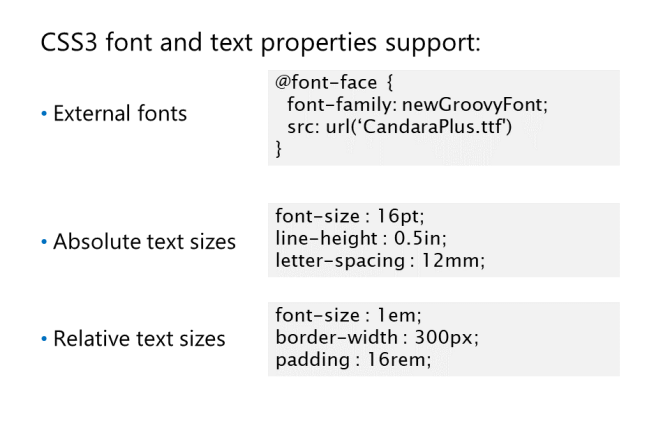 CSS3 font and text properties support:
• External fonts
@font-face {
font-family: newGroovyFont;
src: url(‘CandaraPlus.ttf')
}
• Absolute text sizes
font-size : 16pt;
line-height : 0.5in;
letter-spacing : 12mm;
• Relative text sizes
font-size : 1em;
border-width : 300px;
padding : 16rem;